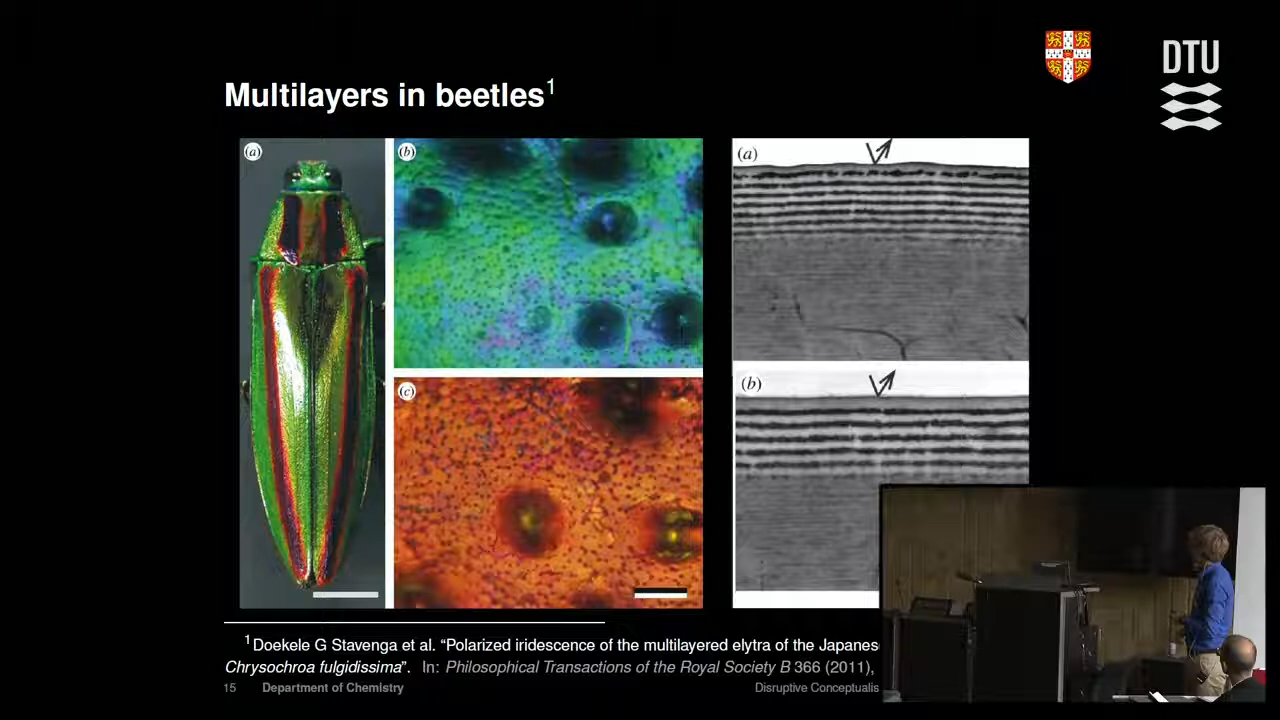 DTU
Multilayers in beetles1
(a)
(b)
(c)
(a)
(b)
1Doekele G Stavenga et al. “Polarized iridescence of the multilayered elytra of the Japanes
Chrysochroa fulgidissima”. In: Philosophical Transactions of the Royal Society B 366 (2011),
15 Department of Chemistry Disruptive Conceptualis